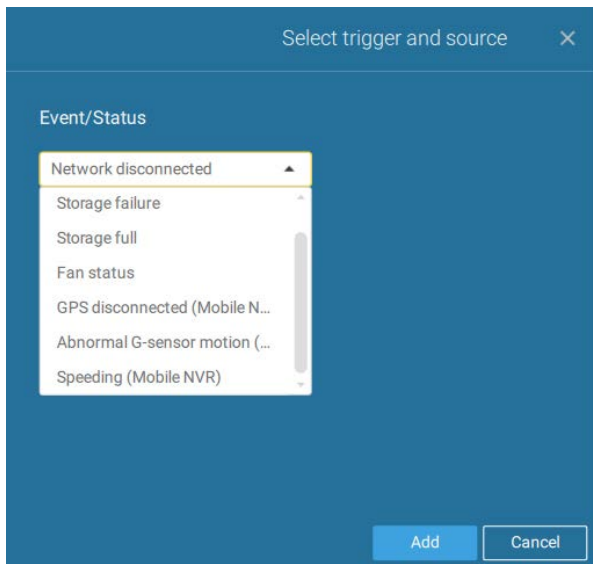 Select trigger and source
Event/Status
Network disconnected
Storage failure
Storage full
Fan status
GPS disconnected (Mobile N...
Abnormal G-sensor motion (...
Speeding (Mobile NVR)
Add Cancel